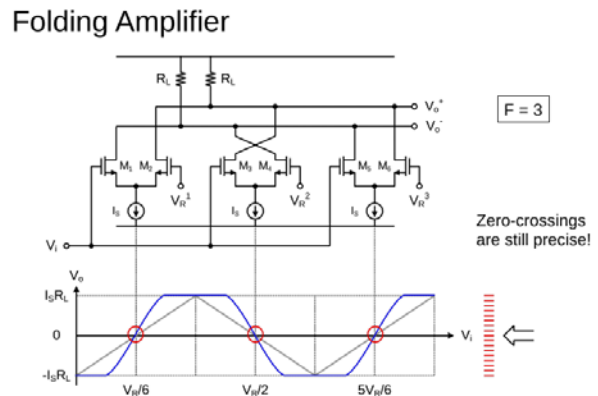 Folding Amplifier
R_L R_L
V_o^+
V_o^-
F = 3
M_1 M_2 M_3 M_4 M_5 M_6
V_R^1 V_R^2 V_R^3
I_S I_S I_S
Zero-crossings
are still precise!
V_i
V_o
I_SR_L
0
V_i
-I_SR_L
V_R/6 V_R/2 5V_R/6